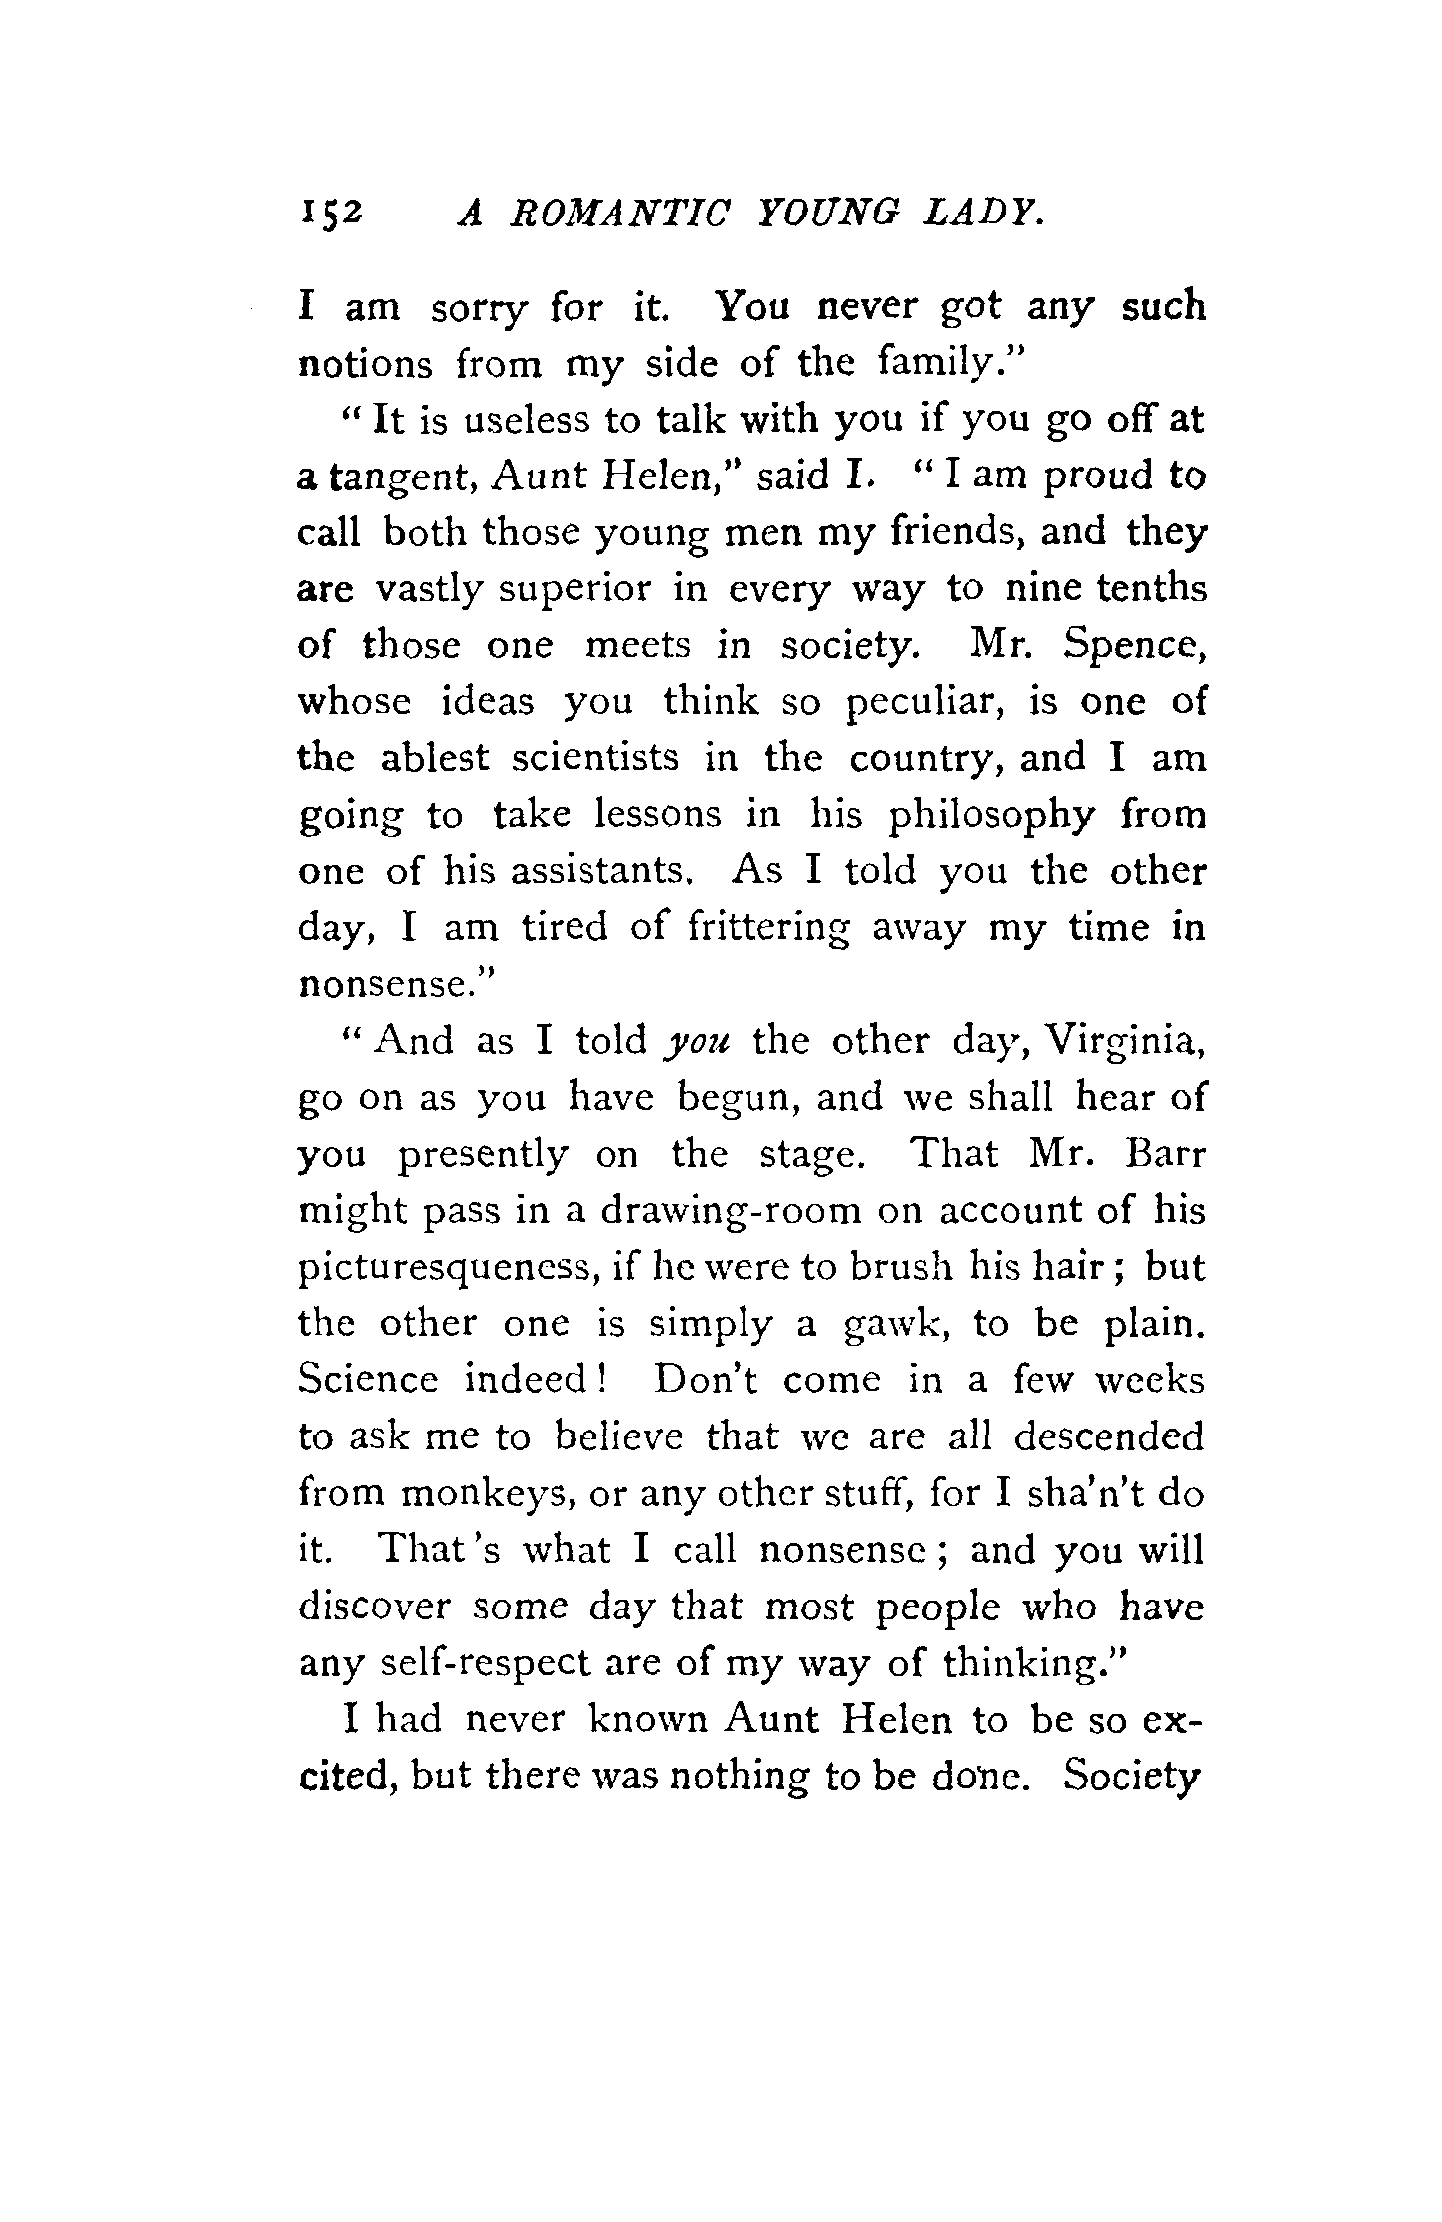 152 A ROMANTIC YOUNG LADY.
I am sorry for it. You never got any such
notions from my side of the family."
"It is useless to talk with you if you go off at
a tangent, Aunt Helen," said I. "I am proud to
call both those young men my friends, and they
are vastly superior in every way to nine tenths
of those one meets in society. Mr. Spence,
whose ideas you think so peculiar, is one of
the ablest scientists in the country, and I am
going to take lessons in his philosophy from
one of his assistants. As I told you the other
day, I am tired of frittering away my time in
nonsense."
"And as I told you the other day, Virginia,
go on as you have begun, and we shall hear of
you presently on the stage. That Mr. Barr
might pass in a drawing-room on account of his
picturesqueness, if he were to brush his hair; but
the other one is simply a gawk, to be plain.
Science indeed! Don't come in a few weeks
to ask me to believe that we are all descended
from monkeys, or any other stuff, for I sha'n't do
it. That's what I call nonsense; and you will
discover some day that most people who have
any self-respect are of my way of thinking."
I had never known Aunt Helen to be so ex-
cited, but there was nothing to be done. Society